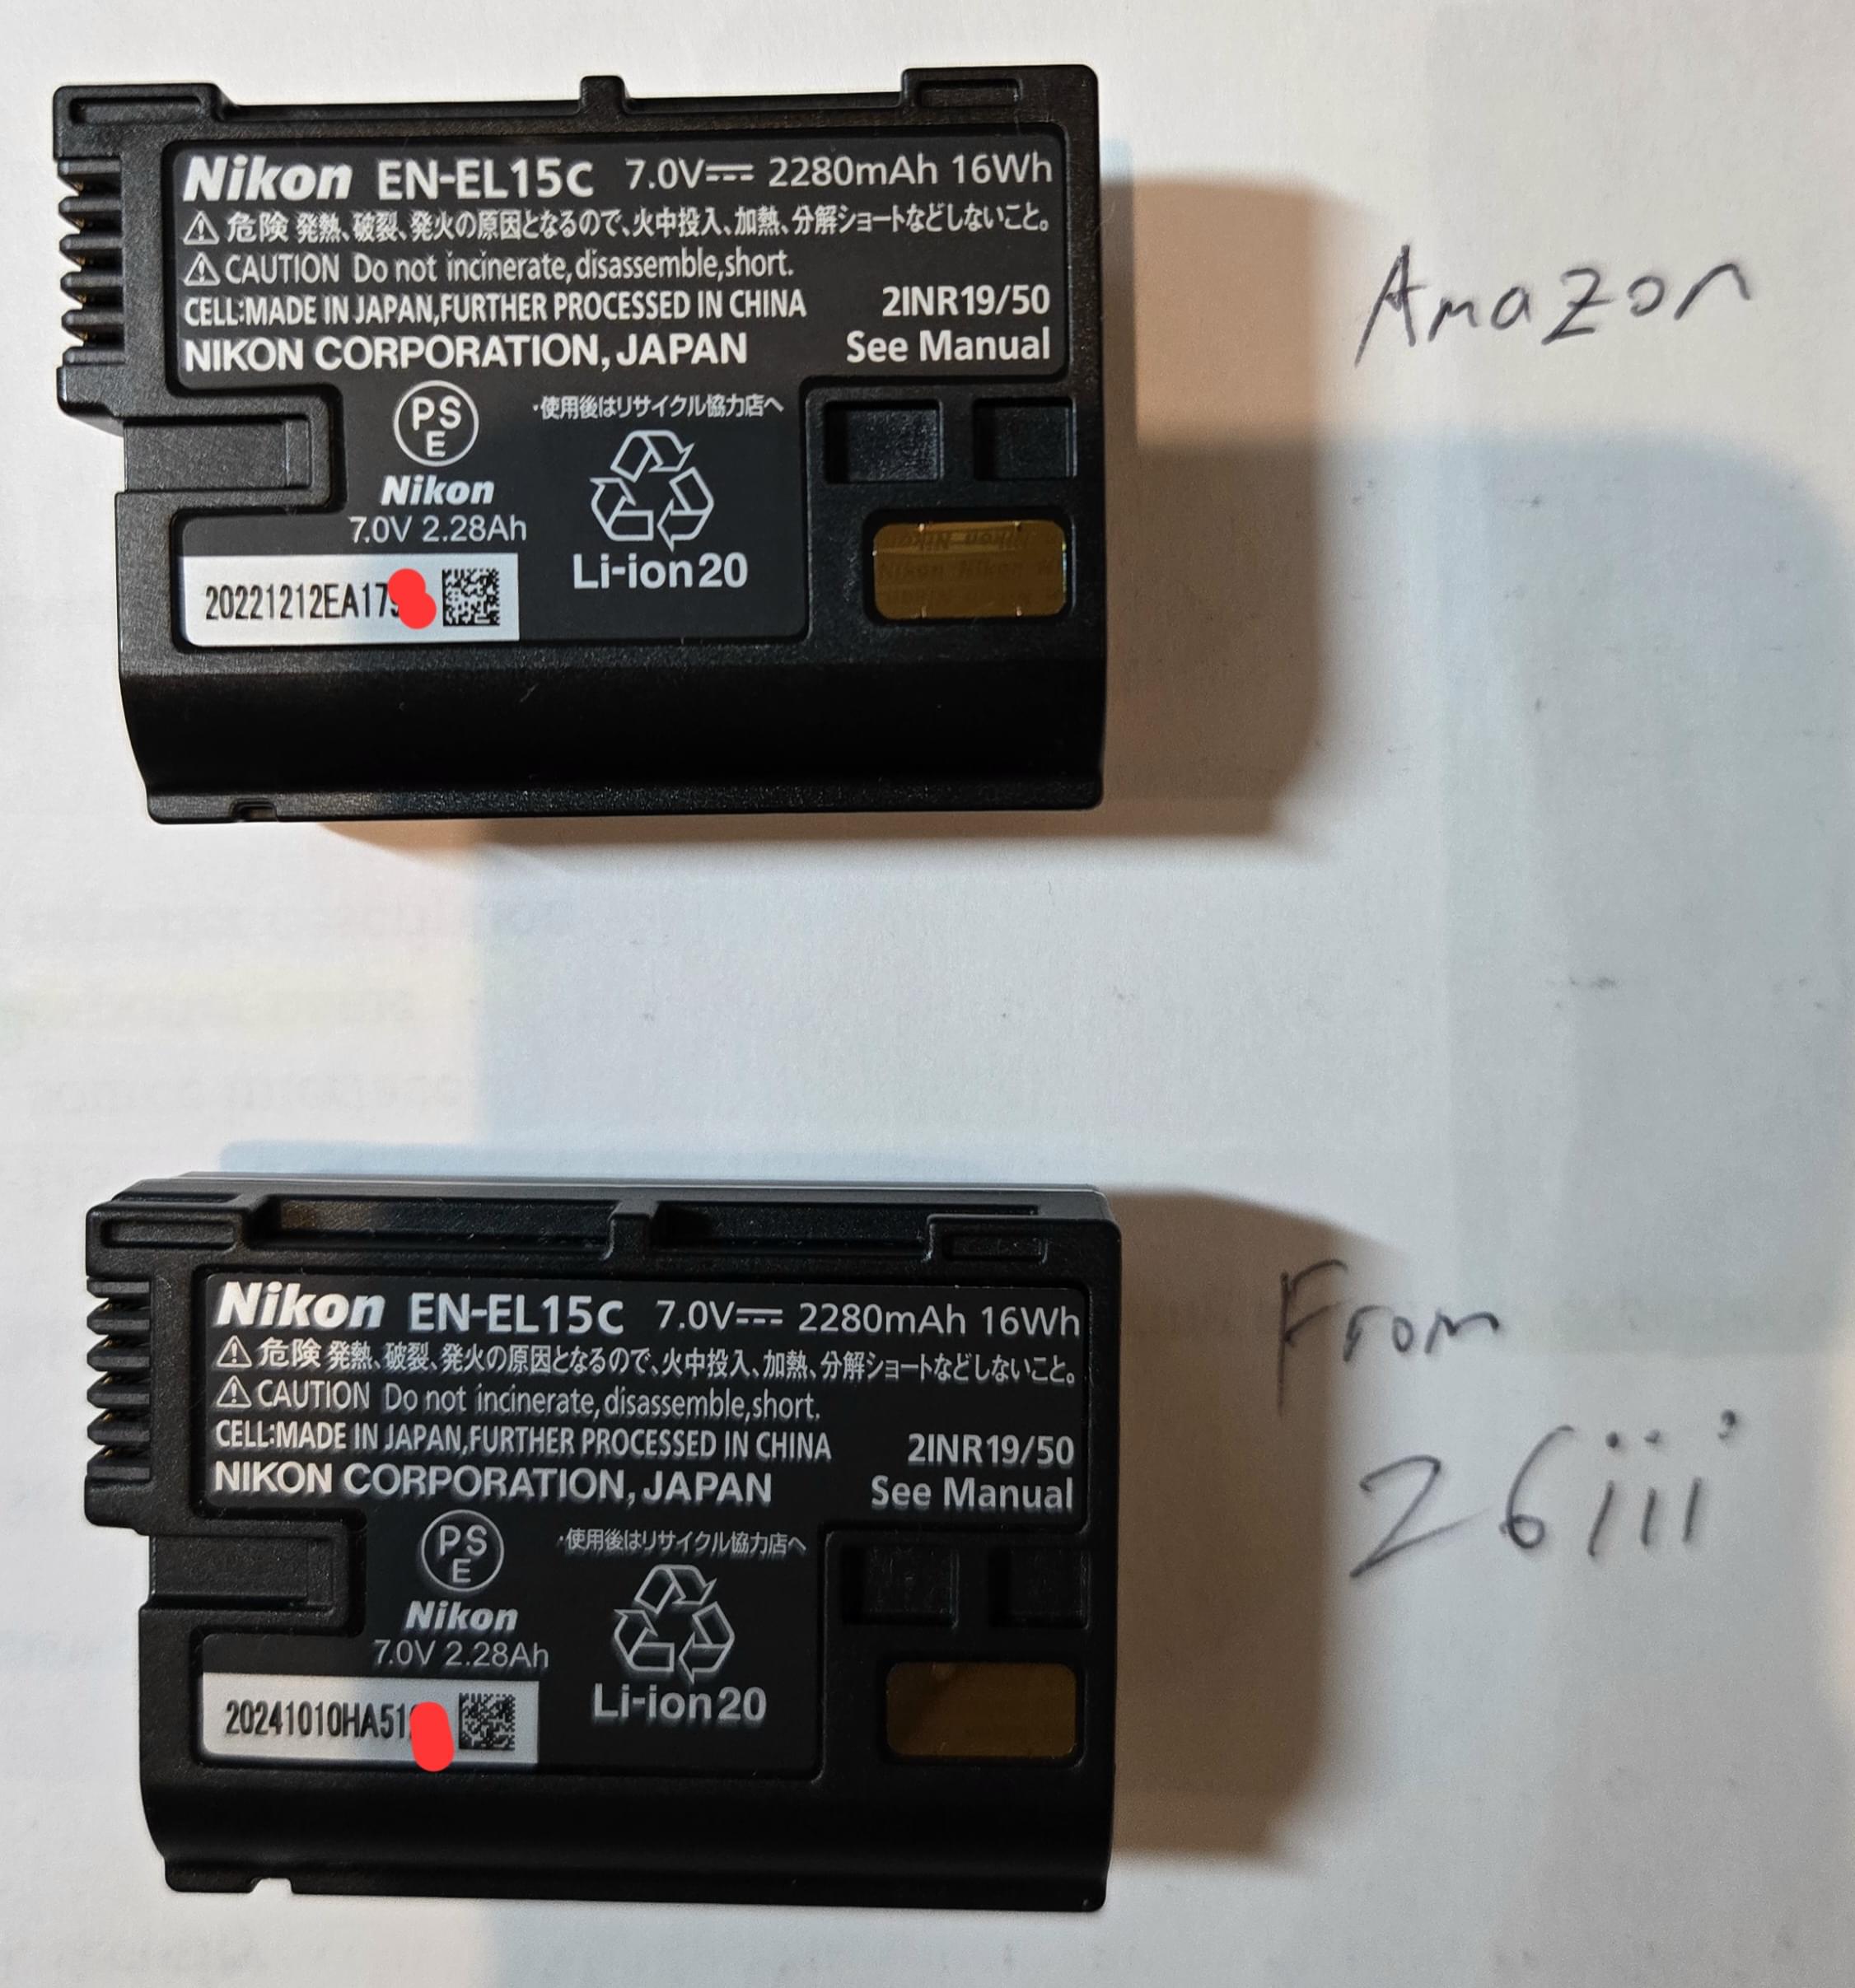 Nikon EN-EL15c 7.0V⎓ 2280mAh 16Wh
⚠危険 発熱、破裂、発火の原因となるので、火中投入、加熱、分解ショートなどしないこと。
⚠CAUTION Do not incinerate,disassemble,short.
CELL:MADE IN JAPAN,FURTHER PROCESSED IN CHINA 2INR19/50
NIKON CORPORATION, JAPAN See Manual
PSE
・使用後はリサイクル協力店へ
Nikon
7.0V 2.28Ah
Li-ion20
20221212EA17
Nikon Nikon
Amazon
Nikon EN-EL15c 7.0V⎓ 2280mAh 16Wh
⚠危険 発熱、破裂、発火の原因となるので、火中投入、加熱、分解ショートなどしないこと。
⚠CAUTION Do not incinerate,disassemble,short.
CELL:MADE IN JAPAN,FURTHER PROCESSED IN CHINA 2INR19/50
NIKON CORPORATION, JAPAN See Manual
PSE
・使用後はリサイクル協力店へ
Nikon
7.0V 2.28Ah
Li-ion20
20241010HA51
From
Z6iii